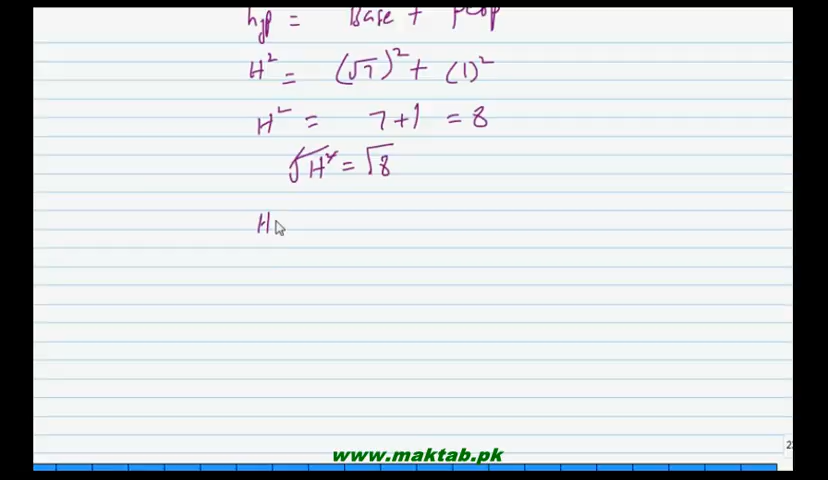 hyp = Base + perp
H² = (√7)² + (1)²
H² = 7+1 = 8
√H² = √8
H
www.maktab.pk